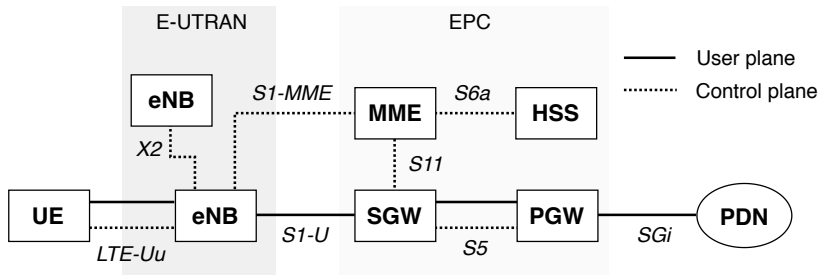 E-UTRAN
EPC
User plane
Control plane
eNB
S1-MME
MME
S6a
HSS
X2
S11
UE
eNB
SGW
PGW
PDN
LTE-Uu
S1-U
S5
SGi